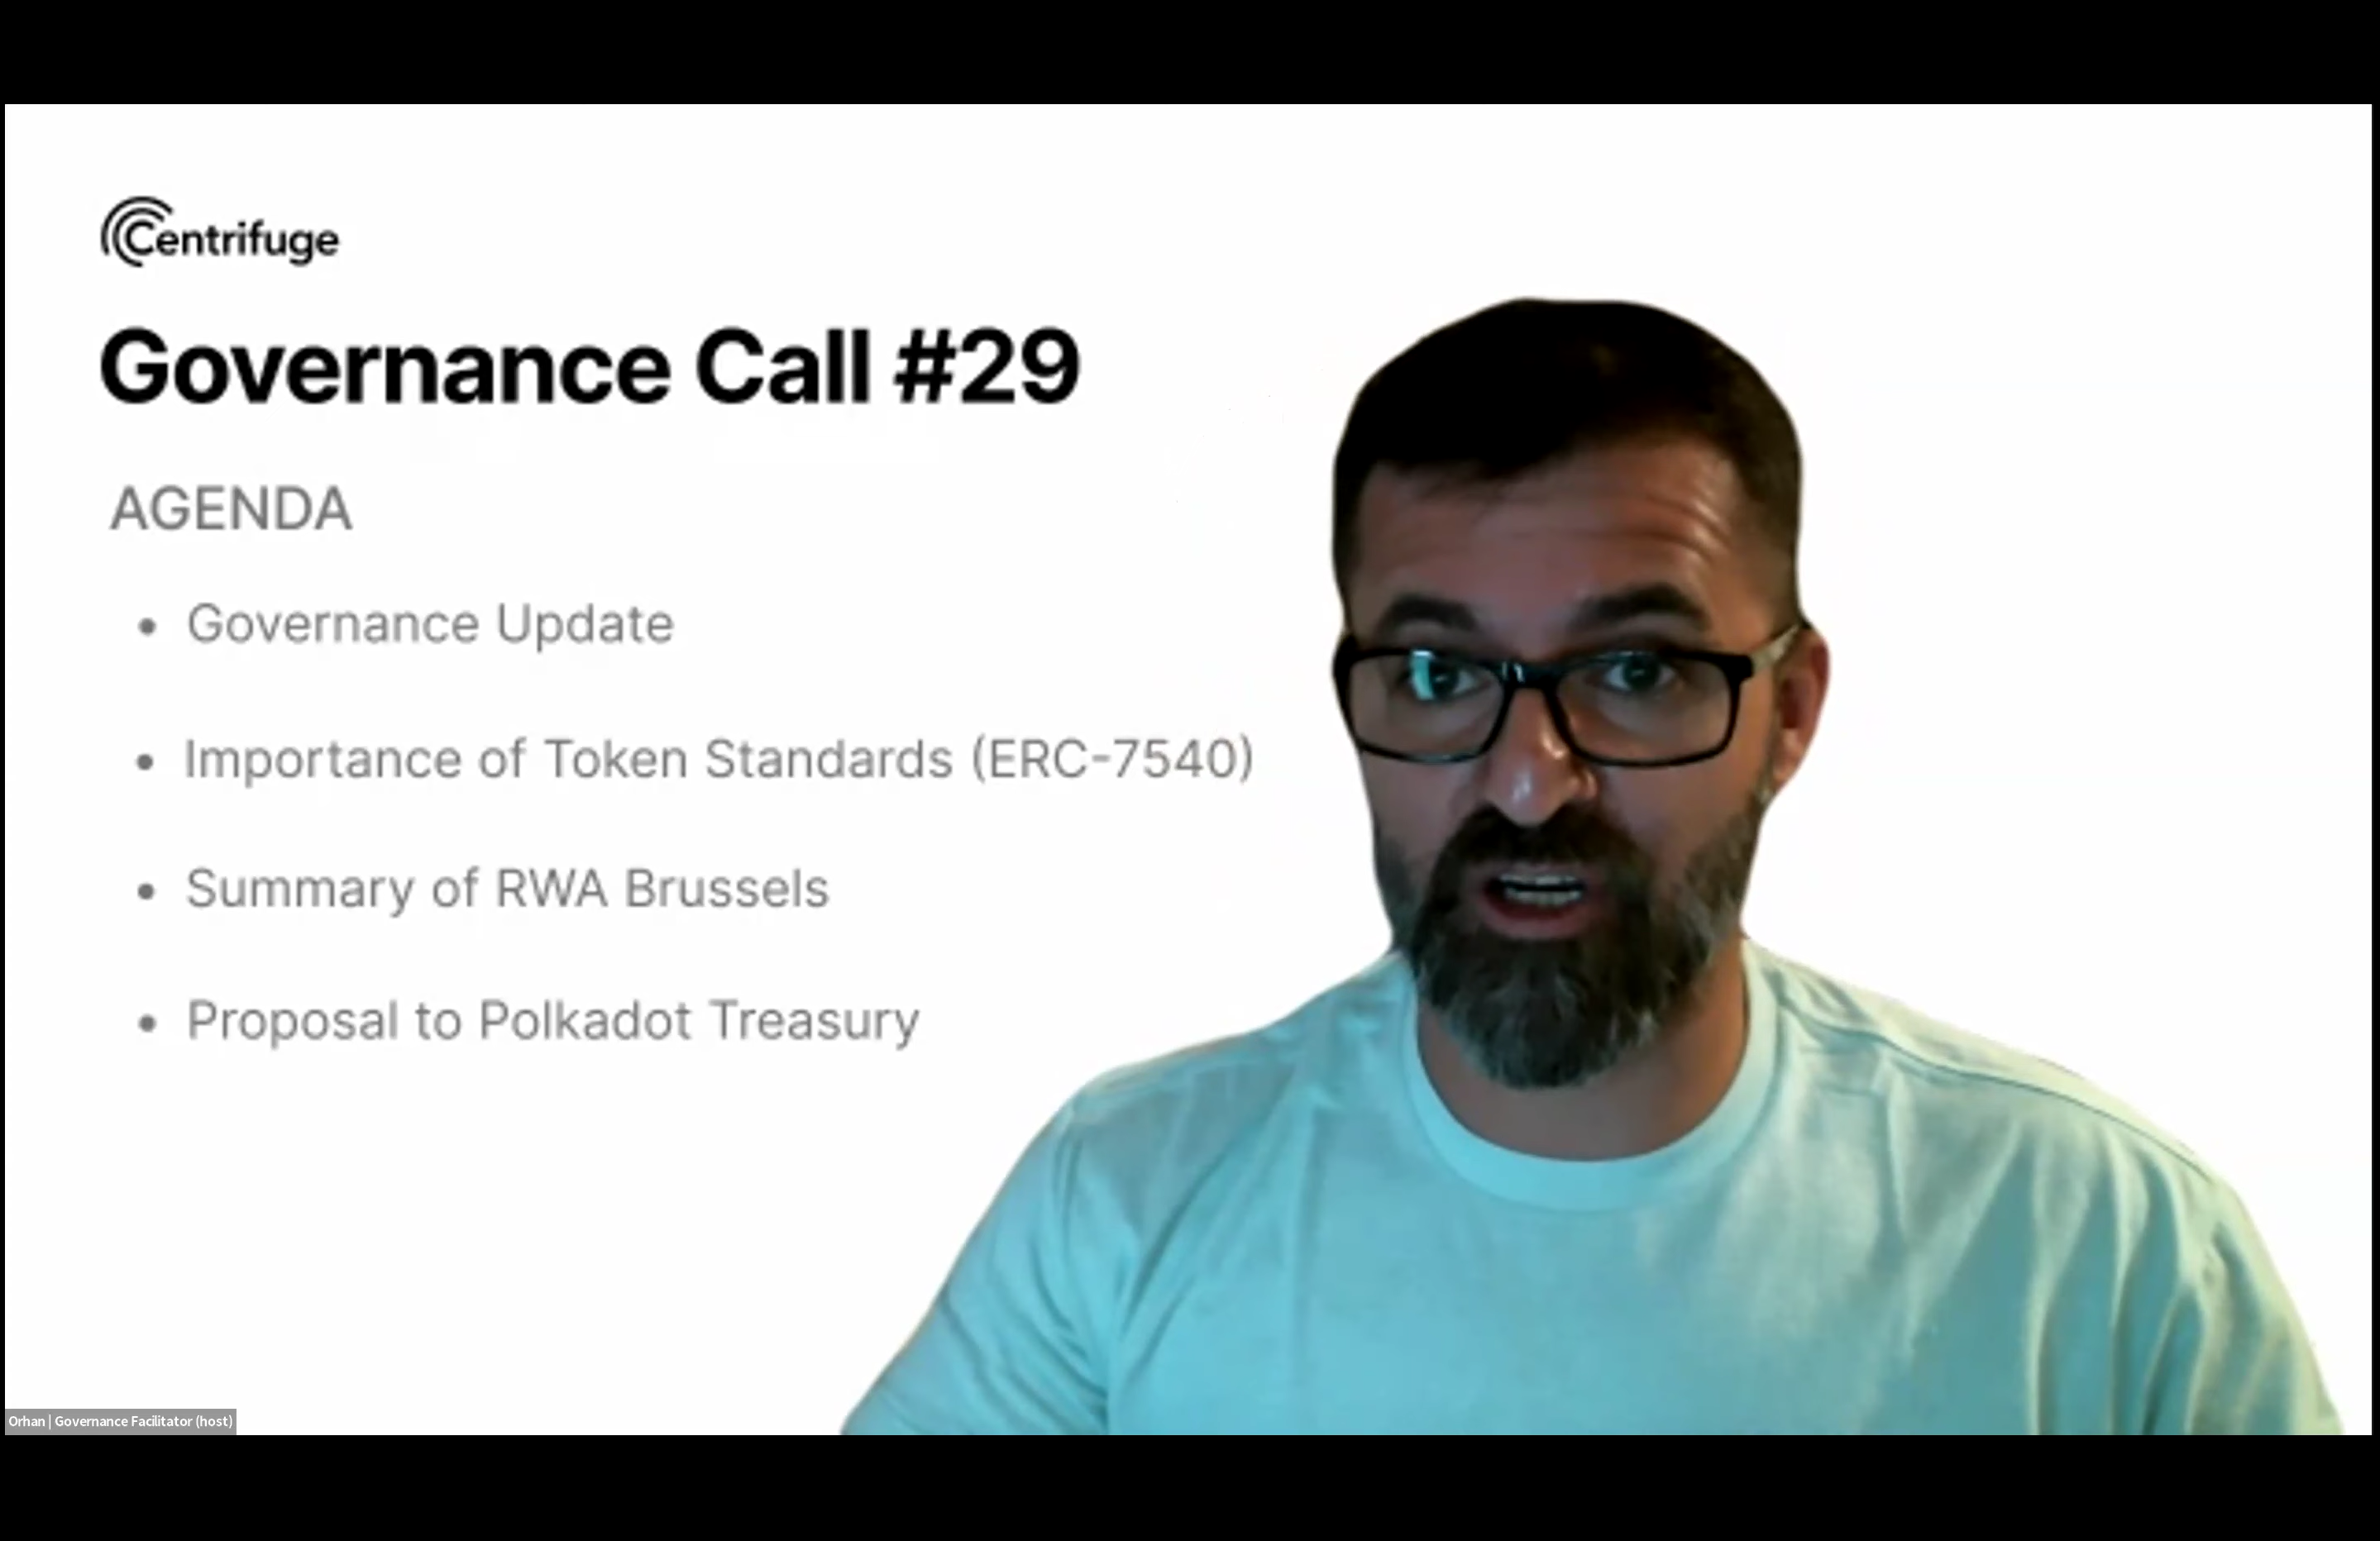 Centrifuge
Governance Call #29
AGENDA
• Governance Update
• Importance of Token Standards (ERC-7540)
• Summary of RWA Brussels
• Proposal to Polkadot Treasury
Orhan | Governance Facilitator (host)